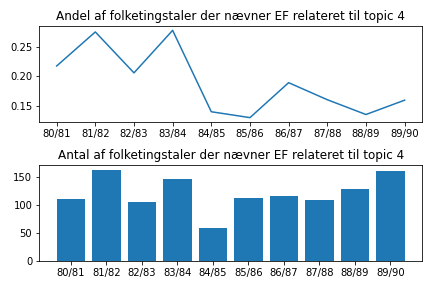 Andel af folketingstaler der nævner EF relateret til topic 4
0.25
0.20
0.15
80/81 81/82 82/83 83/84 84/85 85/86 86/87 87/88 88/89 89/90
Antal af folketingstaler der nævner EF relateret til topic 4
150
100
50
0
80/81 81/82 82/83 83/84 84/85 85/86 86/87 87/88 88/89 89/90